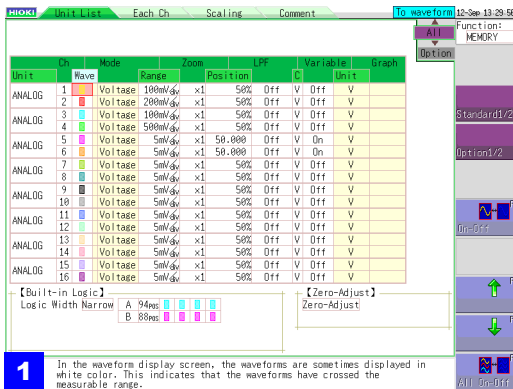 HIOKI Unit List Each Ch Scaling Comment To waveform 12-Sep 13:29:56
Function:
MEMORY
All
Option
Ch Mode Zoom LPF Variable Graph
Unit Wave Range Position C Unit
ANALOG 1 Voltage 100mV/div ×1 50% Off V Off V
2 Voltage 200mV/div ×1 50% Off V Off V
ANALOG 3 Voltage 100mV/div ×1 50% Off V Off V
4 Voltage 500mV/div ×1 50% Off V Off V
ANALOG 5 Voltage 5mV/div ×1 50.000 Off V On V
6 Voltage 5mV/div ×1 50.000 Off V On V
ANALOG 7 Voltage 5mV/div ×1 50% Off V Off V
8 Voltage 5mV/div ×1 50% Off V Off V
ANALOG 9 Voltage 5mV/div ×1 50% Off V Off V
10 Voltage 5mV/div ×1 50% Off V Off V
ANALOG 11 Voltage 5mV/div ×1 50% Off V Off V
12 Voltage 5mV/div ×1 50% Off V Off V
ANALOG 13 Voltage 5mV/div ×1 50% Off V Off V
14 Voltage 5mV/div ×1 50% Off V Off V
ANALOG 15 Voltage 5mV/div ×1 50% Off V Off V
16 Voltage 5mV/div ×1 50% Off V Off V
Standard1/2
Option1/2
On-Off
All On-Off
【Built-in Logic】
Logic Width Narrow A 94pos
B 88pos
【Zero-Adjust】
Zero-Adjust
1
In the waveform display screen, the waveforms are sometimes displayed in
white color. This indicates that the waveforms have crossed the
measurable range.